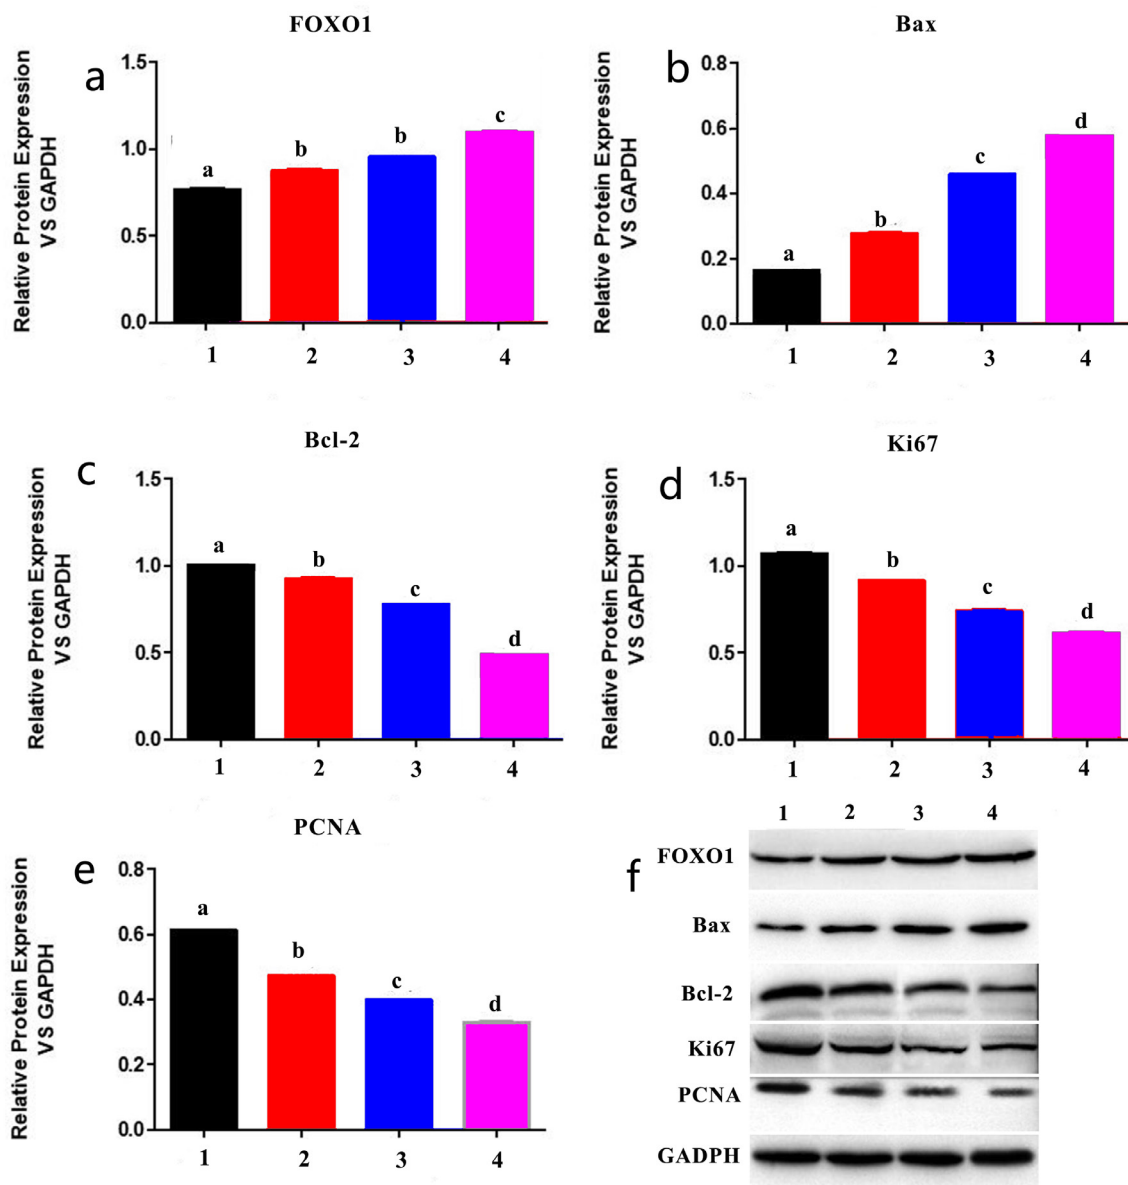 FOXO1
a
Relative Protein Expression
VS GAPDH
1.5
1.0
0.5
0.0
a
b
b
c
1
2
3
4
Bax
b
Relative Protein Expression
VS GAPDH
0.8
0.6
0.4
0.2
0.0
a
b
c
d
1
2
3
4
Bcl-2
c
Relative Protein Expression
VS GAPDH
1.5
1.0
0.5
0.0
a
b
c
d
1
2
3
4
Ki67
d
Relative Protein Expression
VS GAPDH
1.5
1.0
0.5
0.0
a
b
c
d
1
2
3
4
PCNA
e
Relative Protein Expression
VS GAPDH
0.8
0.6
0.4
0.2
0.0
a
b
c
d
1
2
3
4
f
1 2 3 4
FOXO1
Bax
Bcl-2
Ki67
PCNA
GADPH